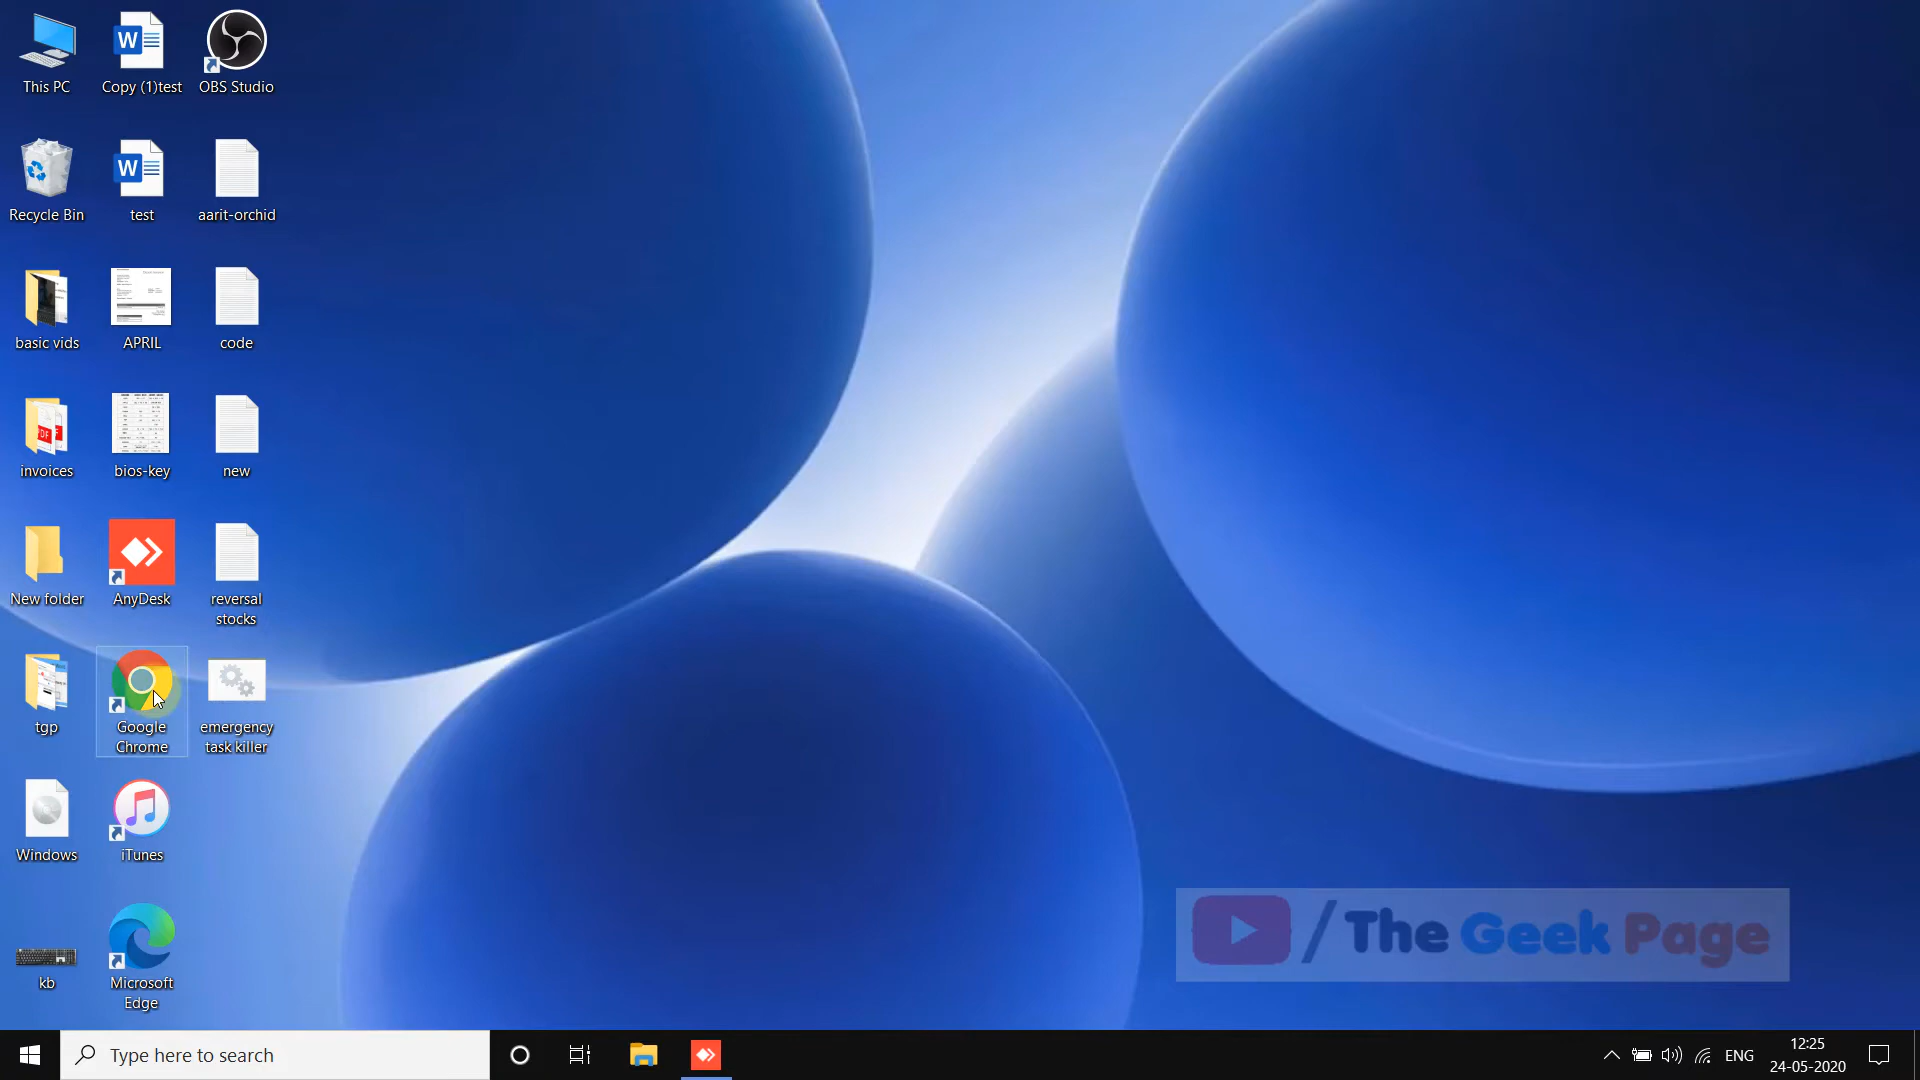 This PC
Copy (1)test
OBS Studio
Recycle Bin
test
aarit-orchid
basic vids
APRIL
code
invoices
bios-key
new
New folder
AnyDesk
reversal
stocks
tgp
Google
Chrome
emergency
task killer
Windows
iTunes
kb
Microsoft
Edge
/ The Geek Page
Type here to search
ENG
12:25
24-05-2020